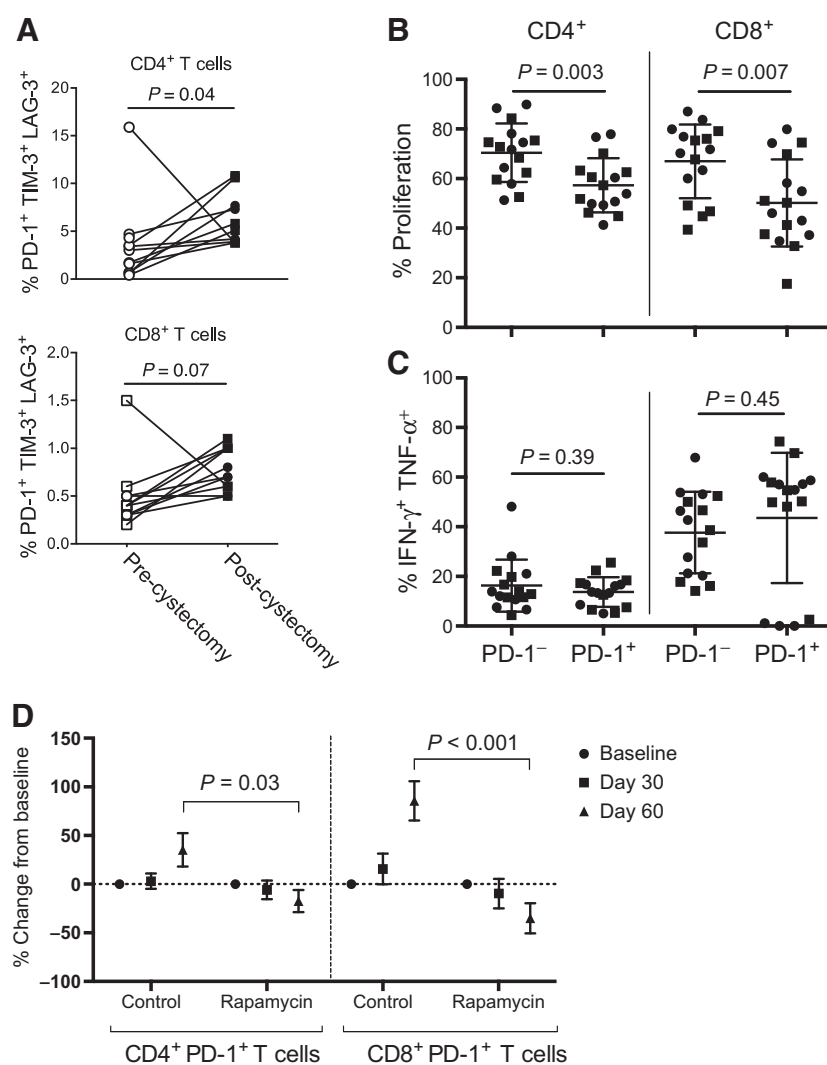 A
CD4⁺ T cells
P = 0.04
% PD-1⁺ TIM-3⁺ LAG-3⁺
20
15
10
5
0
CD8⁺ T cells
P = 0.07
% PD-1⁺ TIM-3⁺ LAG-3⁺
2.0
1.5
1.0
0.5
0.0
Pre-cystectomy
Post-cystectomy
B
CD4⁺ CD8⁺
P = 0.003 P = 0.007
% Proliferation
100
80
60
40
20
0
C
P = 0.39 P = 0.45
% IFN-γ⁺ TNF-α⁺
100
80
60
40
20
0
PD-1⁻ PD-1⁺ PD-1⁻ PD-1⁺
D
P = 0.03 P < 0.001
% Change from baseline
150
100
50
0
−50
−100
Baseline
Day 30
Day 60
Control Rapamycin Control Rapamycin
CD4⁺ PD-1⁺ T cells CD8⁺ PD-1⁺ T cells